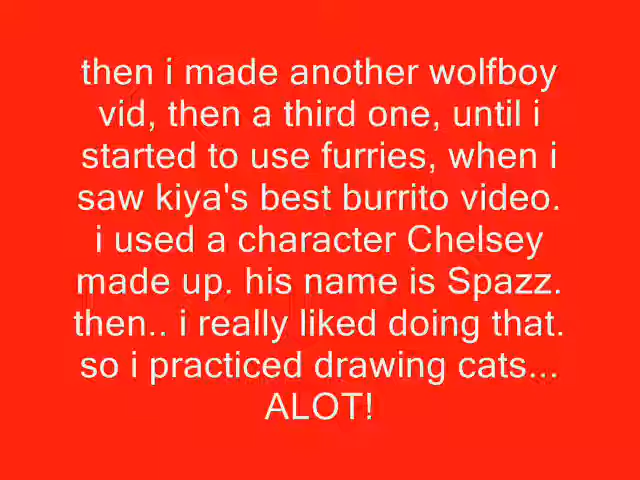 then i made another wolfboy
vid, then a third one, until i
started to use furries, when i
saw kiya's best burrito video.
i used a character Chelsey
made up. his name is Spazz.
then.. i really liked doing that.
so i practiced drawing cats...
ALOT!